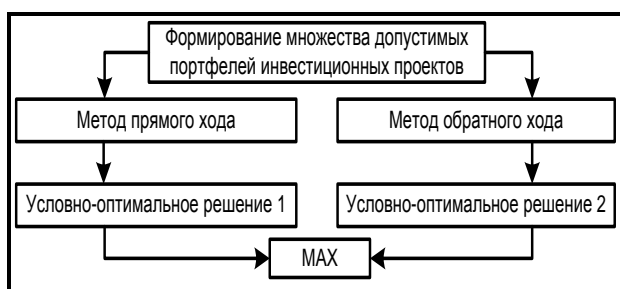 Формирование множества допустимых
портфелей инвестиционных проектов
Метод прямого хода
Метод обратного хода
Условно-оптимальное решение 1
Условно-оптимальное решение 2
MAX